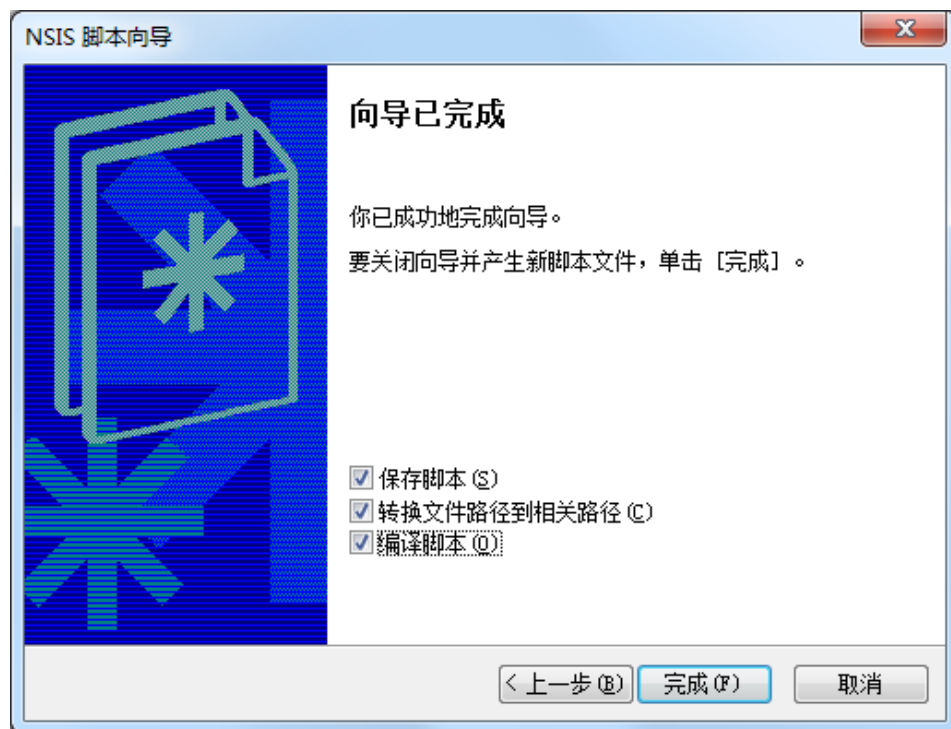 NSIS 脚本向导
向导已完成
你已成功地完成向导。
要关闭向导并产生新脚本文件，单击 [完成] 。
保存脚本(S)
转换文件路径到相关路径(C)
编译脚本(O)
< 上一步(B)
完成(F)
取消